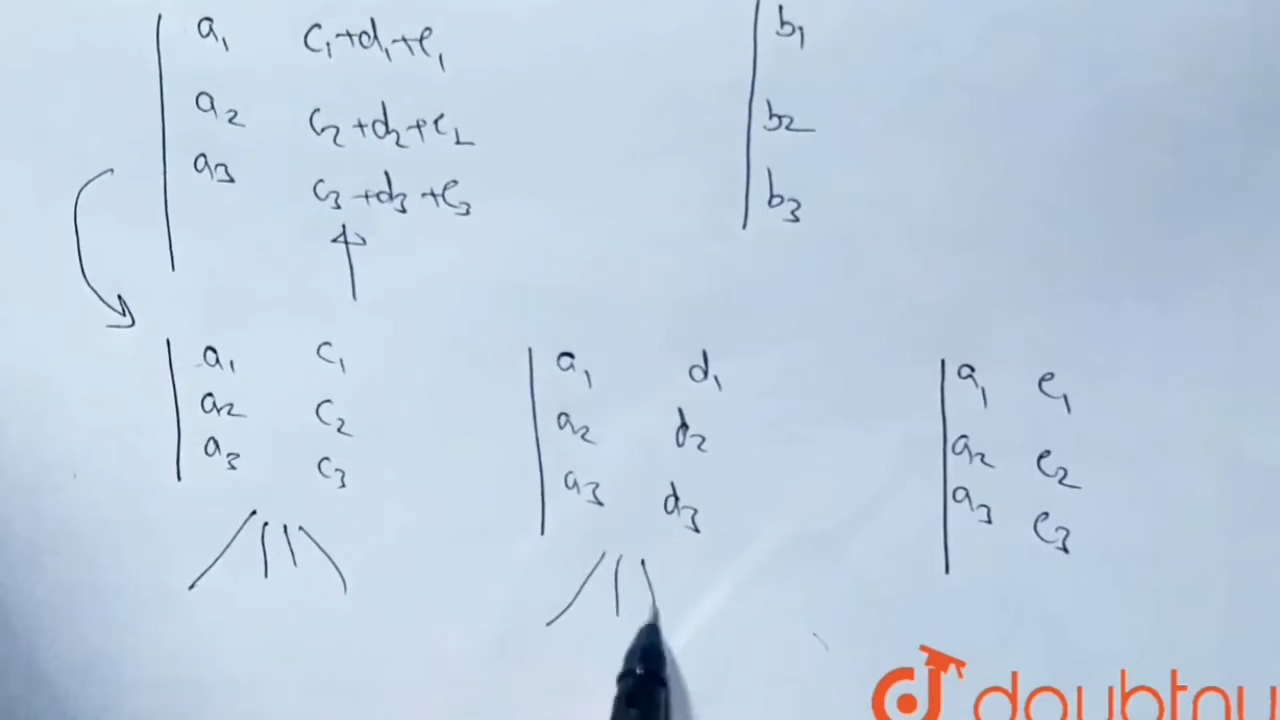 a₁ c₁+d₁+e₁ b₁
a₂ c₂+d₂+e₂ b₂
a₃ c₃+d₃+e₃ b₃
a₁ c₁ a₁ d₁ a₁ e₁
a₂ c₂ a₂ d₂ a₂ e₂
a₃ c₃ a₃ d₃ a₃ e₃
doubtnu